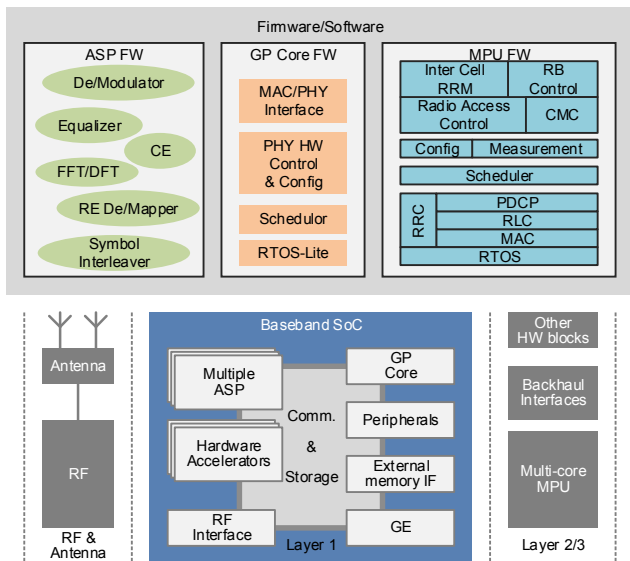 Firmware/Software
ASP FW
De/Modulator
Equalizer
CE
FFT/DFT
RE De/Mapper
Symbol
Interleaver
GP Core FW
MAC/PHY
Interface
PHY HW
Control
& Config
Schedulor
RTOS-Lite
MPU FW
Inter Cell
RRM
RB
Control
Radio Access
Control
CMC
Config
Measurement
Scheduler
RRC
PDCP
RLC
MAC
RTOS
Antenna
RF
RF &
Antenna
Baseband SoC
Multiple
ASP
Hardware
Accelerators
RF
Interface
Comm.
&
Storage
GP
Core
Peripherals
External
memory IF
GE
Layer 1
Other
HW blocks
Backhaul
Interfaces
Multi-core
MPU
Layer 2/3